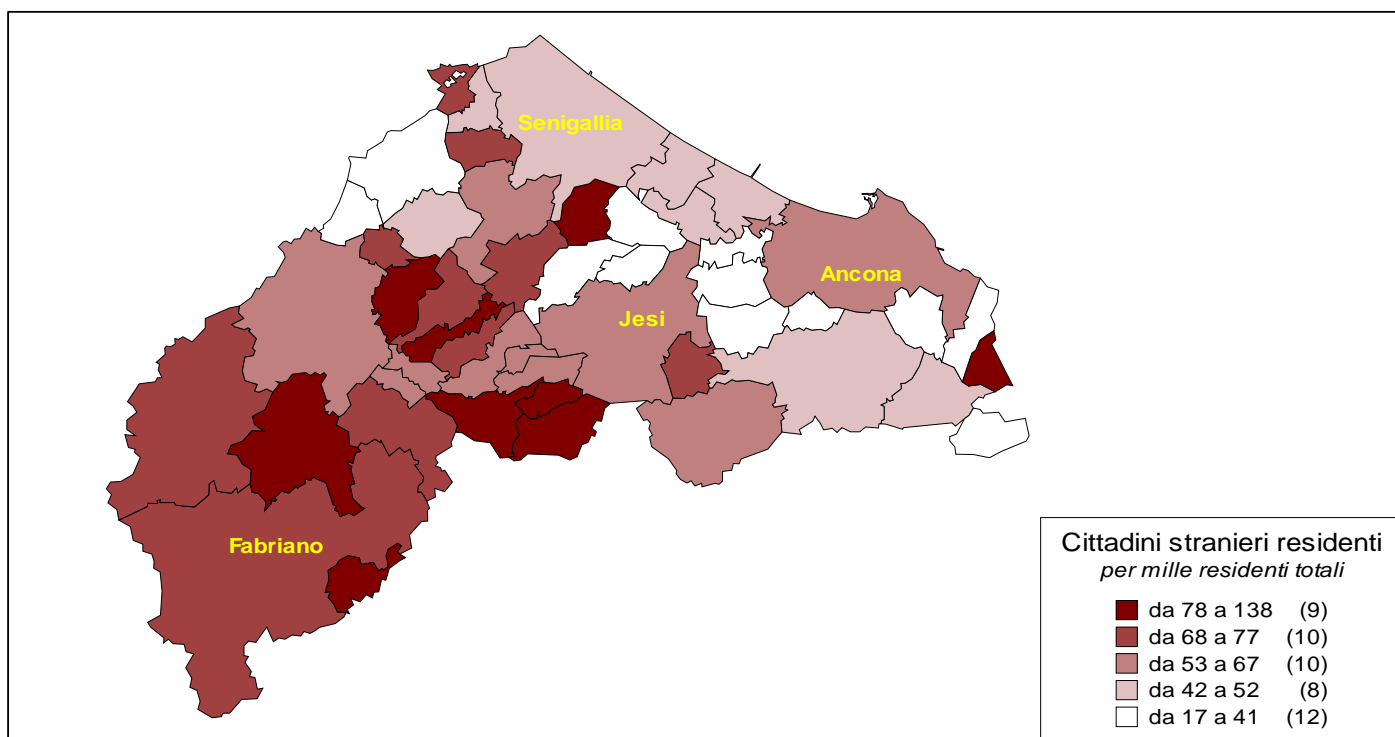 Senigallia
Ancona
Jesi
Fabriano
Cittadini stranieri residenti
per mille residenti totali
da 78 a 138 (9)
da 68 a 77 (10)
da 53 a 67 (10)
da 42 a 52 (8)
da 17 a 41 (12)